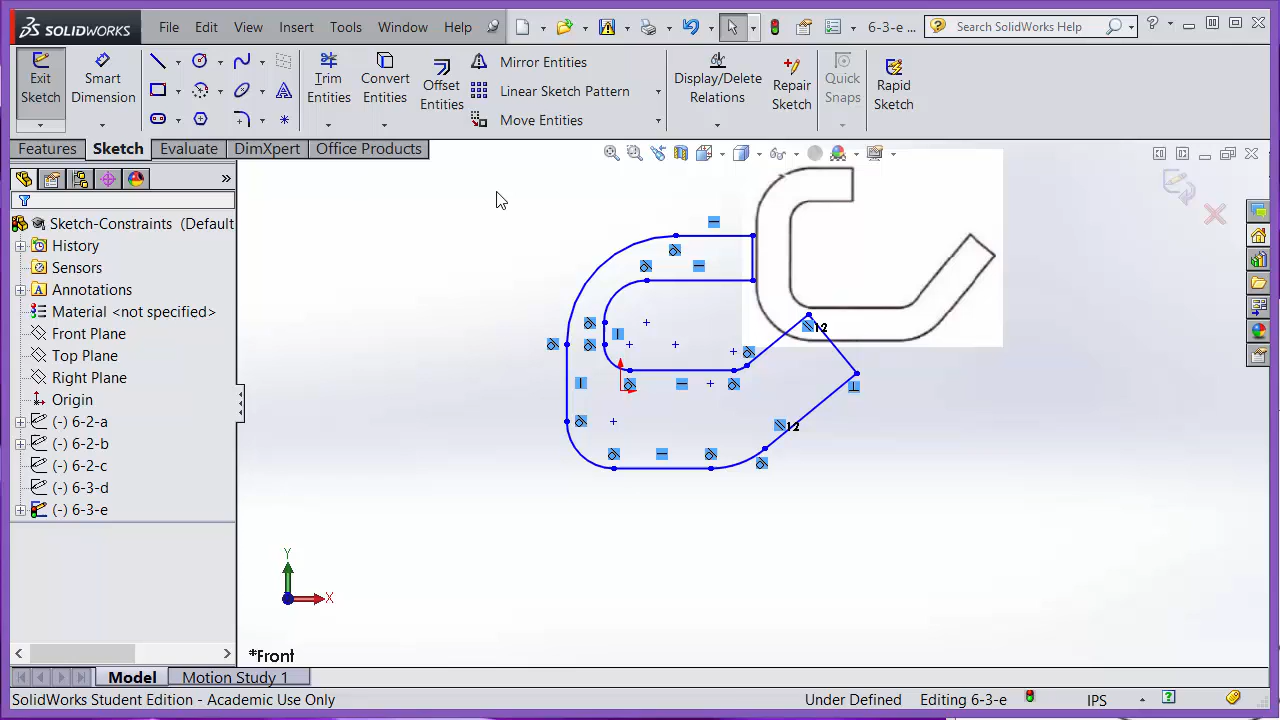 SOLIDWORKS File Edit View Insert Tools Window Help 6-3-e ... Search SolidWorks Help ?
Exit Sketch
Smart Dimension
Trim Entities
Convert Entities
Offset Entities
Mirror Entities
Linear Sketch Pattern
Move Entities
Display/Delete Relations
Repair Sketch
Quick Snaps
Rapid Sketch
Features Sketch Evaluate DimXpert Office Products
»
Sketch-Constraints (Default
History
Sensors
Annotations
Material <not specified>
Front Plane
Top Plane
Right Plane
Origin
(-) 6-2-a
(-) 6-2-b
(-) 6-2-c
(-) 6-3-d
(-) 6-3-e
12
12
Y
X
*Front
Model Motion Study 1
SolidWorks Student Edition - Academic Use Only Under Defined Editing 6-3-e IPS ?